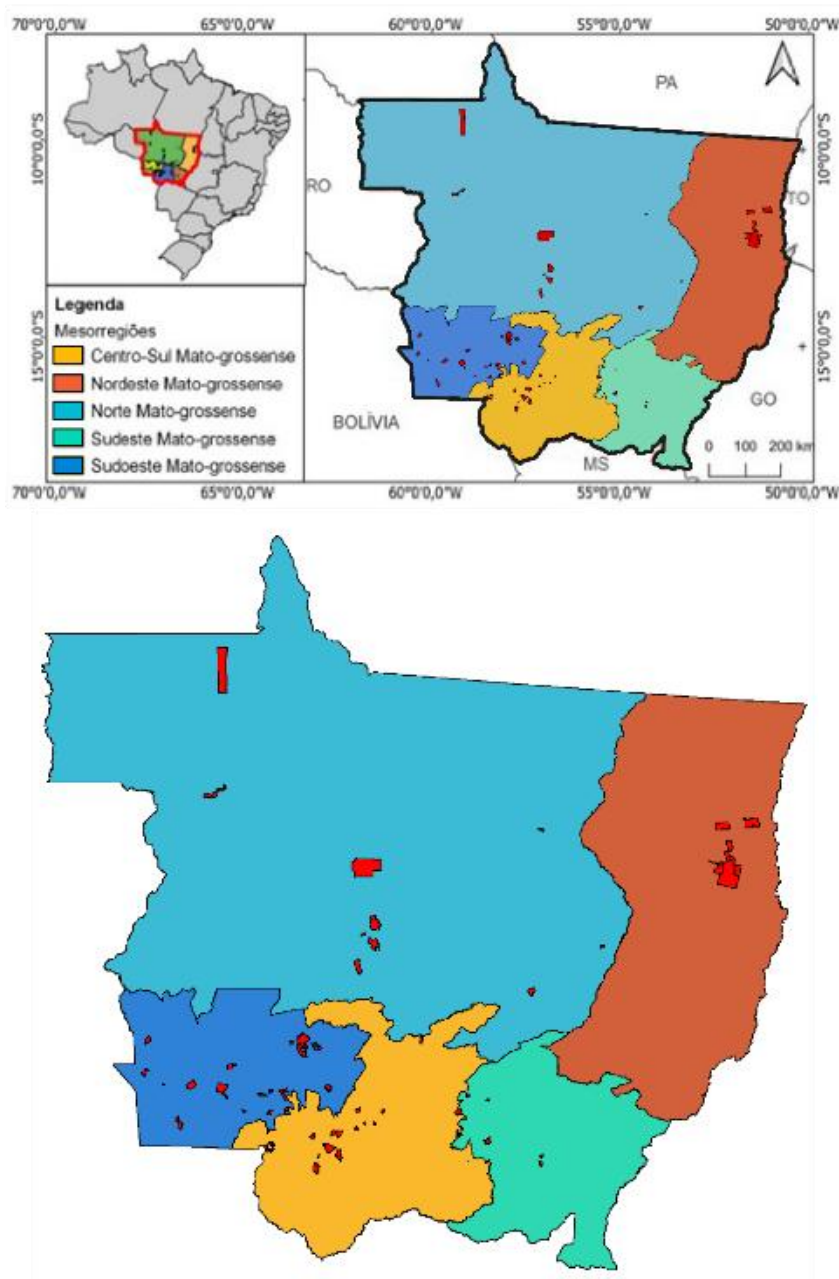 70°0'0,0"W 65°0'0,0"W 60°0'0,0"W 55°0'0,0"W 50°0'0,0"W
PA
10°0'0,0"S
10°0'0,0"S
RO
TO
Legenda
Mesorregiões
Centro-Sul Mato-grossense
Nordeste Mato-grossense
Norte Mato-grossense
Sudeste Mato-grossense
Sudoeste Mato-grossense
15°0'0,0"S
15°0'0,0"S
BOLÍVIA
GO
MS
0 100 200 km
70°0'0,0"W 65°0'0,0"W 60°0'0,0"W 55°0'0,0"W 50°0'0,0"W